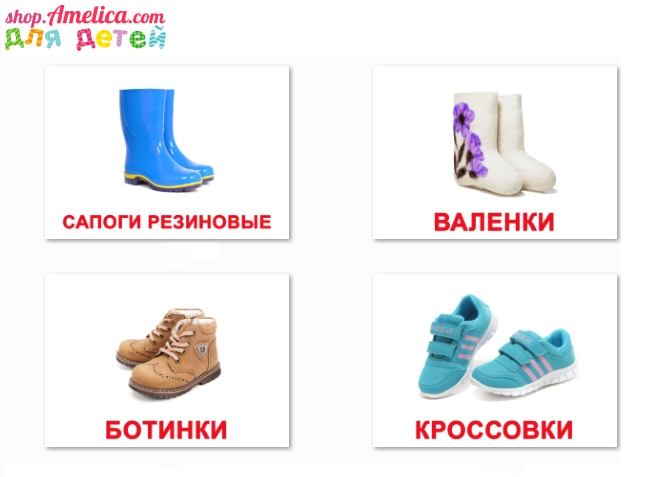 shop.Amelica.com
для детей
САПОГИ РЕЗИНОВЫЕ
ВАЛЕНКИ
БОТИНКИ
КРОССОВКИ